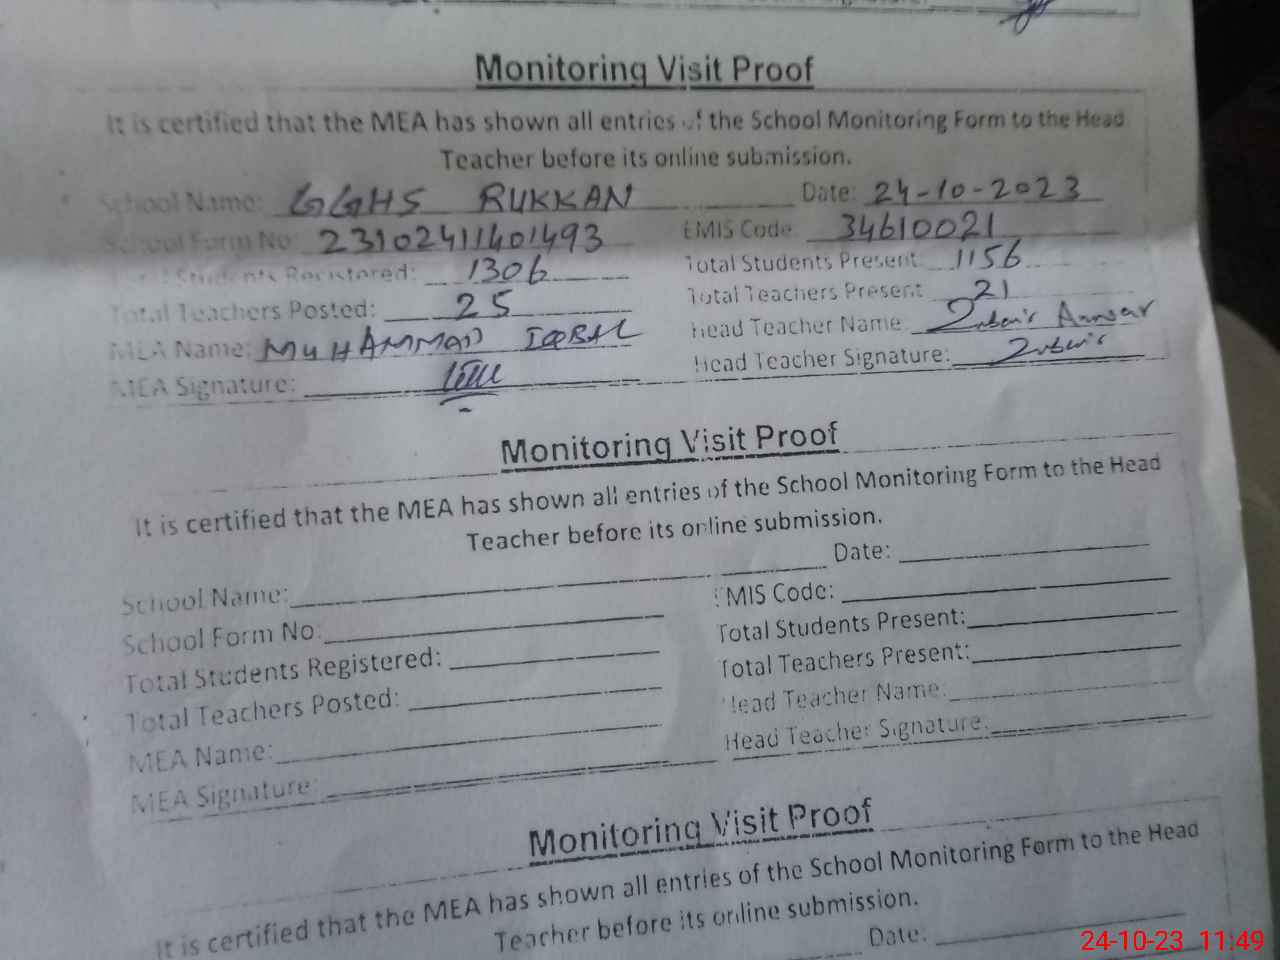 Monitoring Visit Proof
It is certified that the MEA has shown all entries of the School Monitoring Form to the Head
Teacher before its online submission.
School Name: GGHS RUKKAN Date: 24-10-2023
School Form No: 23102411401493 EMIS Code: 34610021
Total Students Registered: 1306 Total Students Present: 1156
Total Teachers Posted: 25 Total Teachers Present 21
MEA Name: MUHAMMAD IQBAL Head Teacher Name:
MEA Signature: Head Teacher Signature:
Monitoring Visit Proof
It is certified that the MEA has shown all entries of the School Monitoring Form to the Head
Teacher before its online submission.
School Name: Date:
School Form No: EMIS Code:
Total Students Registered: Total Students Present:
Total Teachers Posted: Total Teachers Present:
MEA Name: Head Teacher Name:
MEA Signature: Head Teacher Signature:
Monitoring Visit Proof
It is certified that the MEA has shown all entries of the School Monitoring Form to the Head
Teacher before its online submission.
Date:
24-10-23 11:49